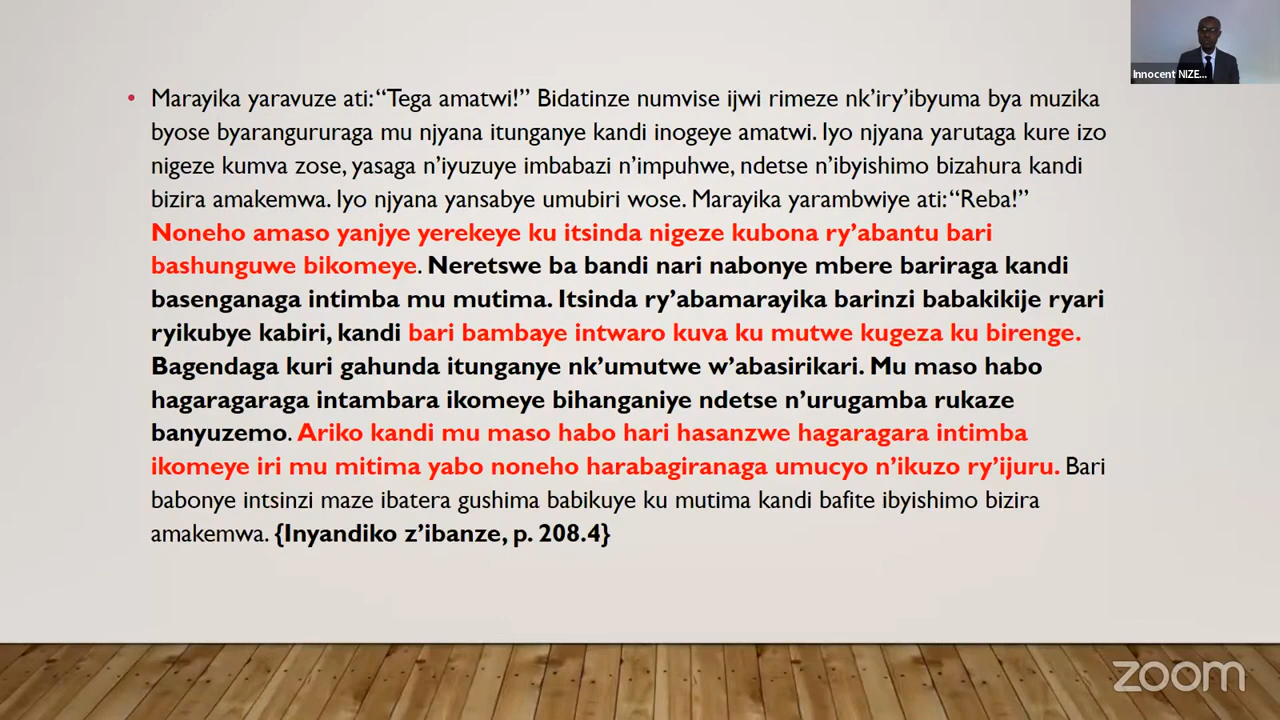 Innocent NIZE...
• Marayika yaravuze ati:“Tega amatwi!” Bidatinze numvise ijwi rimeze nk’iry’ibyuma bya muzika
byose byarangururaga mu njyana itunganye kandi inogeye amatwi. Iyo njyana yarutaga kure izo
nigeze kumva zose, yasaga n’iyuzuye imbabazi n’impuhwe, ndetse n’ibyishimo bizahura kandi
bizira amakemwa. Iyo njyana yansabye umubiri wose. Marayika yarambwiye ati:“Reba!”
Noneho amaso yanjye yerekeye ku itsinda nigeze kubona ry’abantu bari
bashunguwe bikomeye. Neretswe ba bandi nari nabonye mbere bariraga kandi
basenganaga intimba mu mutima. Itsinda ry’abamarayika barinzi babakikije ryari
ryikubye kabiri, kandi bari bambaye intwaro kuva ku mutwe kugeza ku birenge.
Bagendaga kuri gahunda itunganye nk’umutwe w’abasirikari. Mu maso habo
hagaragaraga intambara ikomeye bihanganiye ndetse n’urugamba rukaze
banyuzemo. Ariko kandi mu maso habo hari hasanzwe hagaragara intimba
ikomeye iri mu mitima yabo noneho harabagiranaga umucyo n’ikuzo ry’ijuru. Bari
babonye intsinzi maze ibatera gushima babikuye ku mutima kandi bafite ibyishimo bizira
amakemwa. {Inyandiko z’ibanze, p. 208.4}
zoom